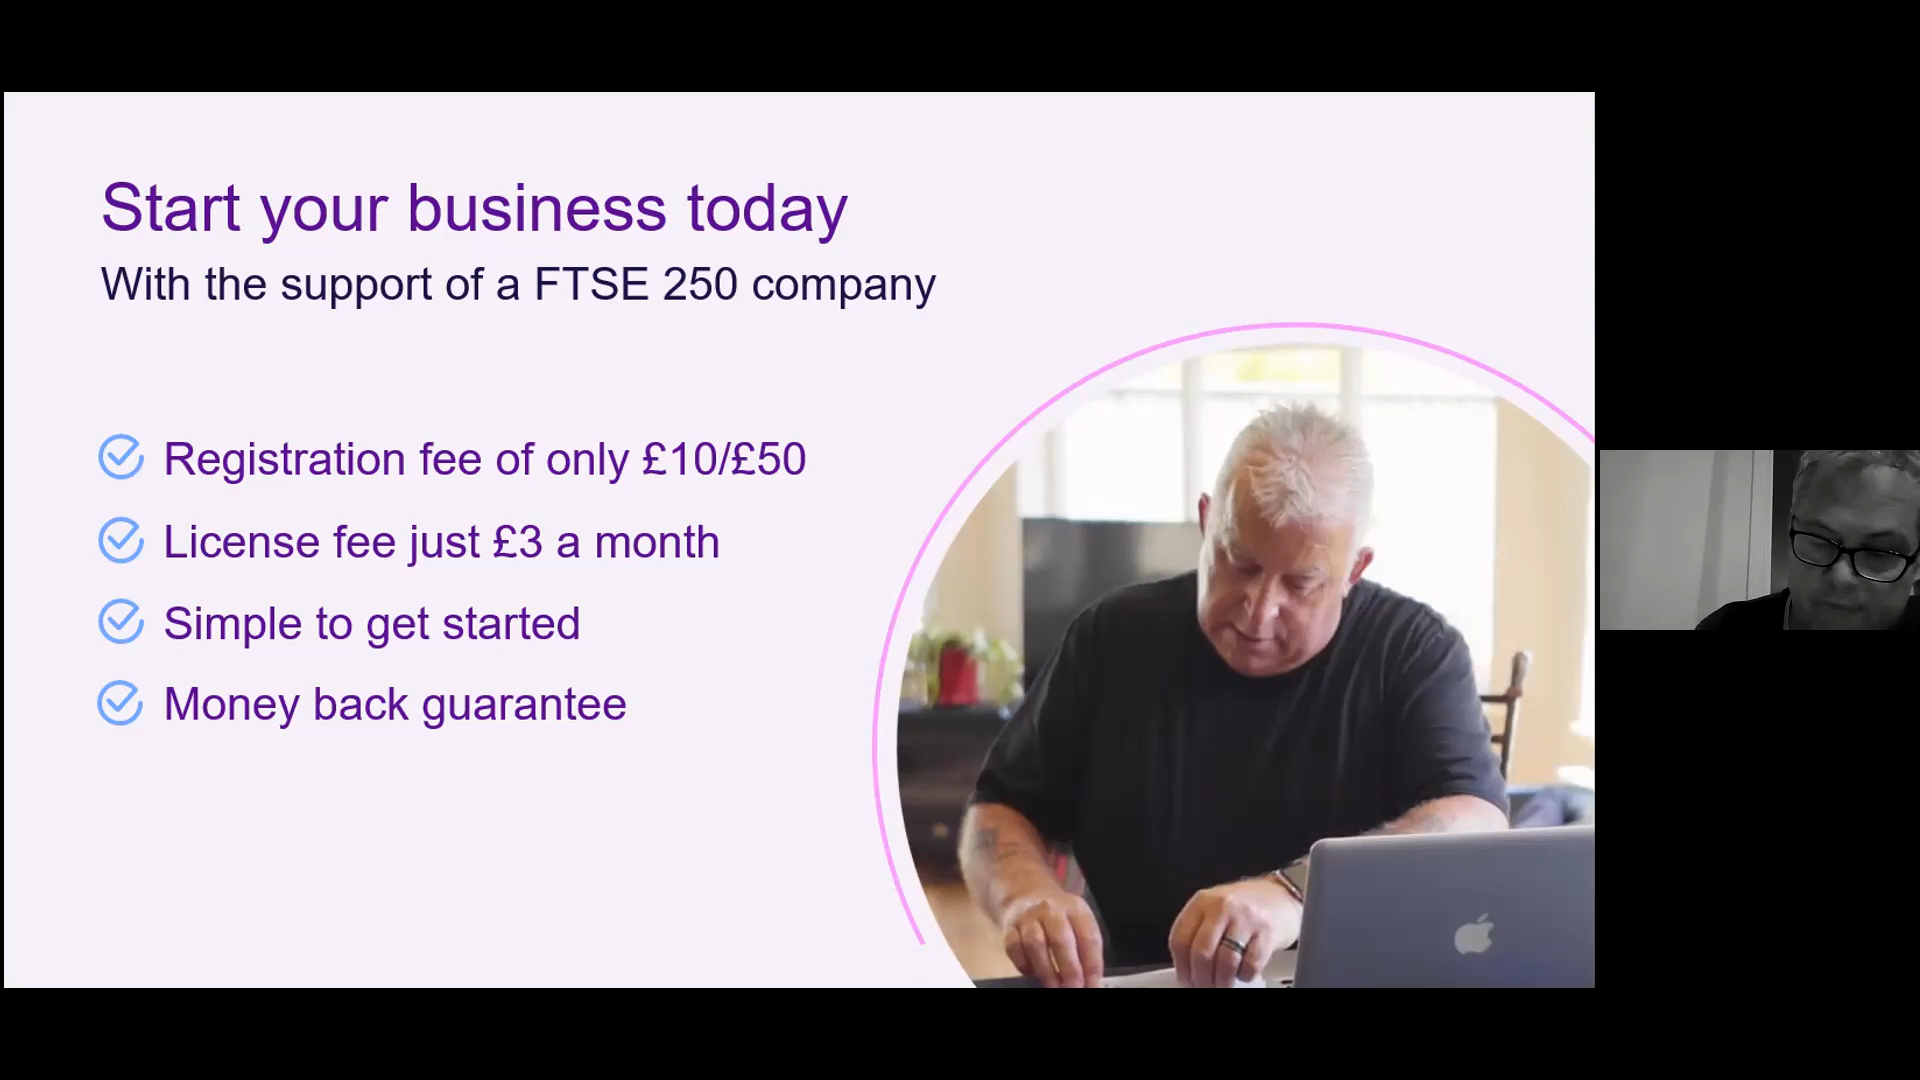 Start your business today
With the support of a FTSE 250 company
Registration fee of only £10/£50
License fee just £3 a month
Simple to get started
Money back guarantee